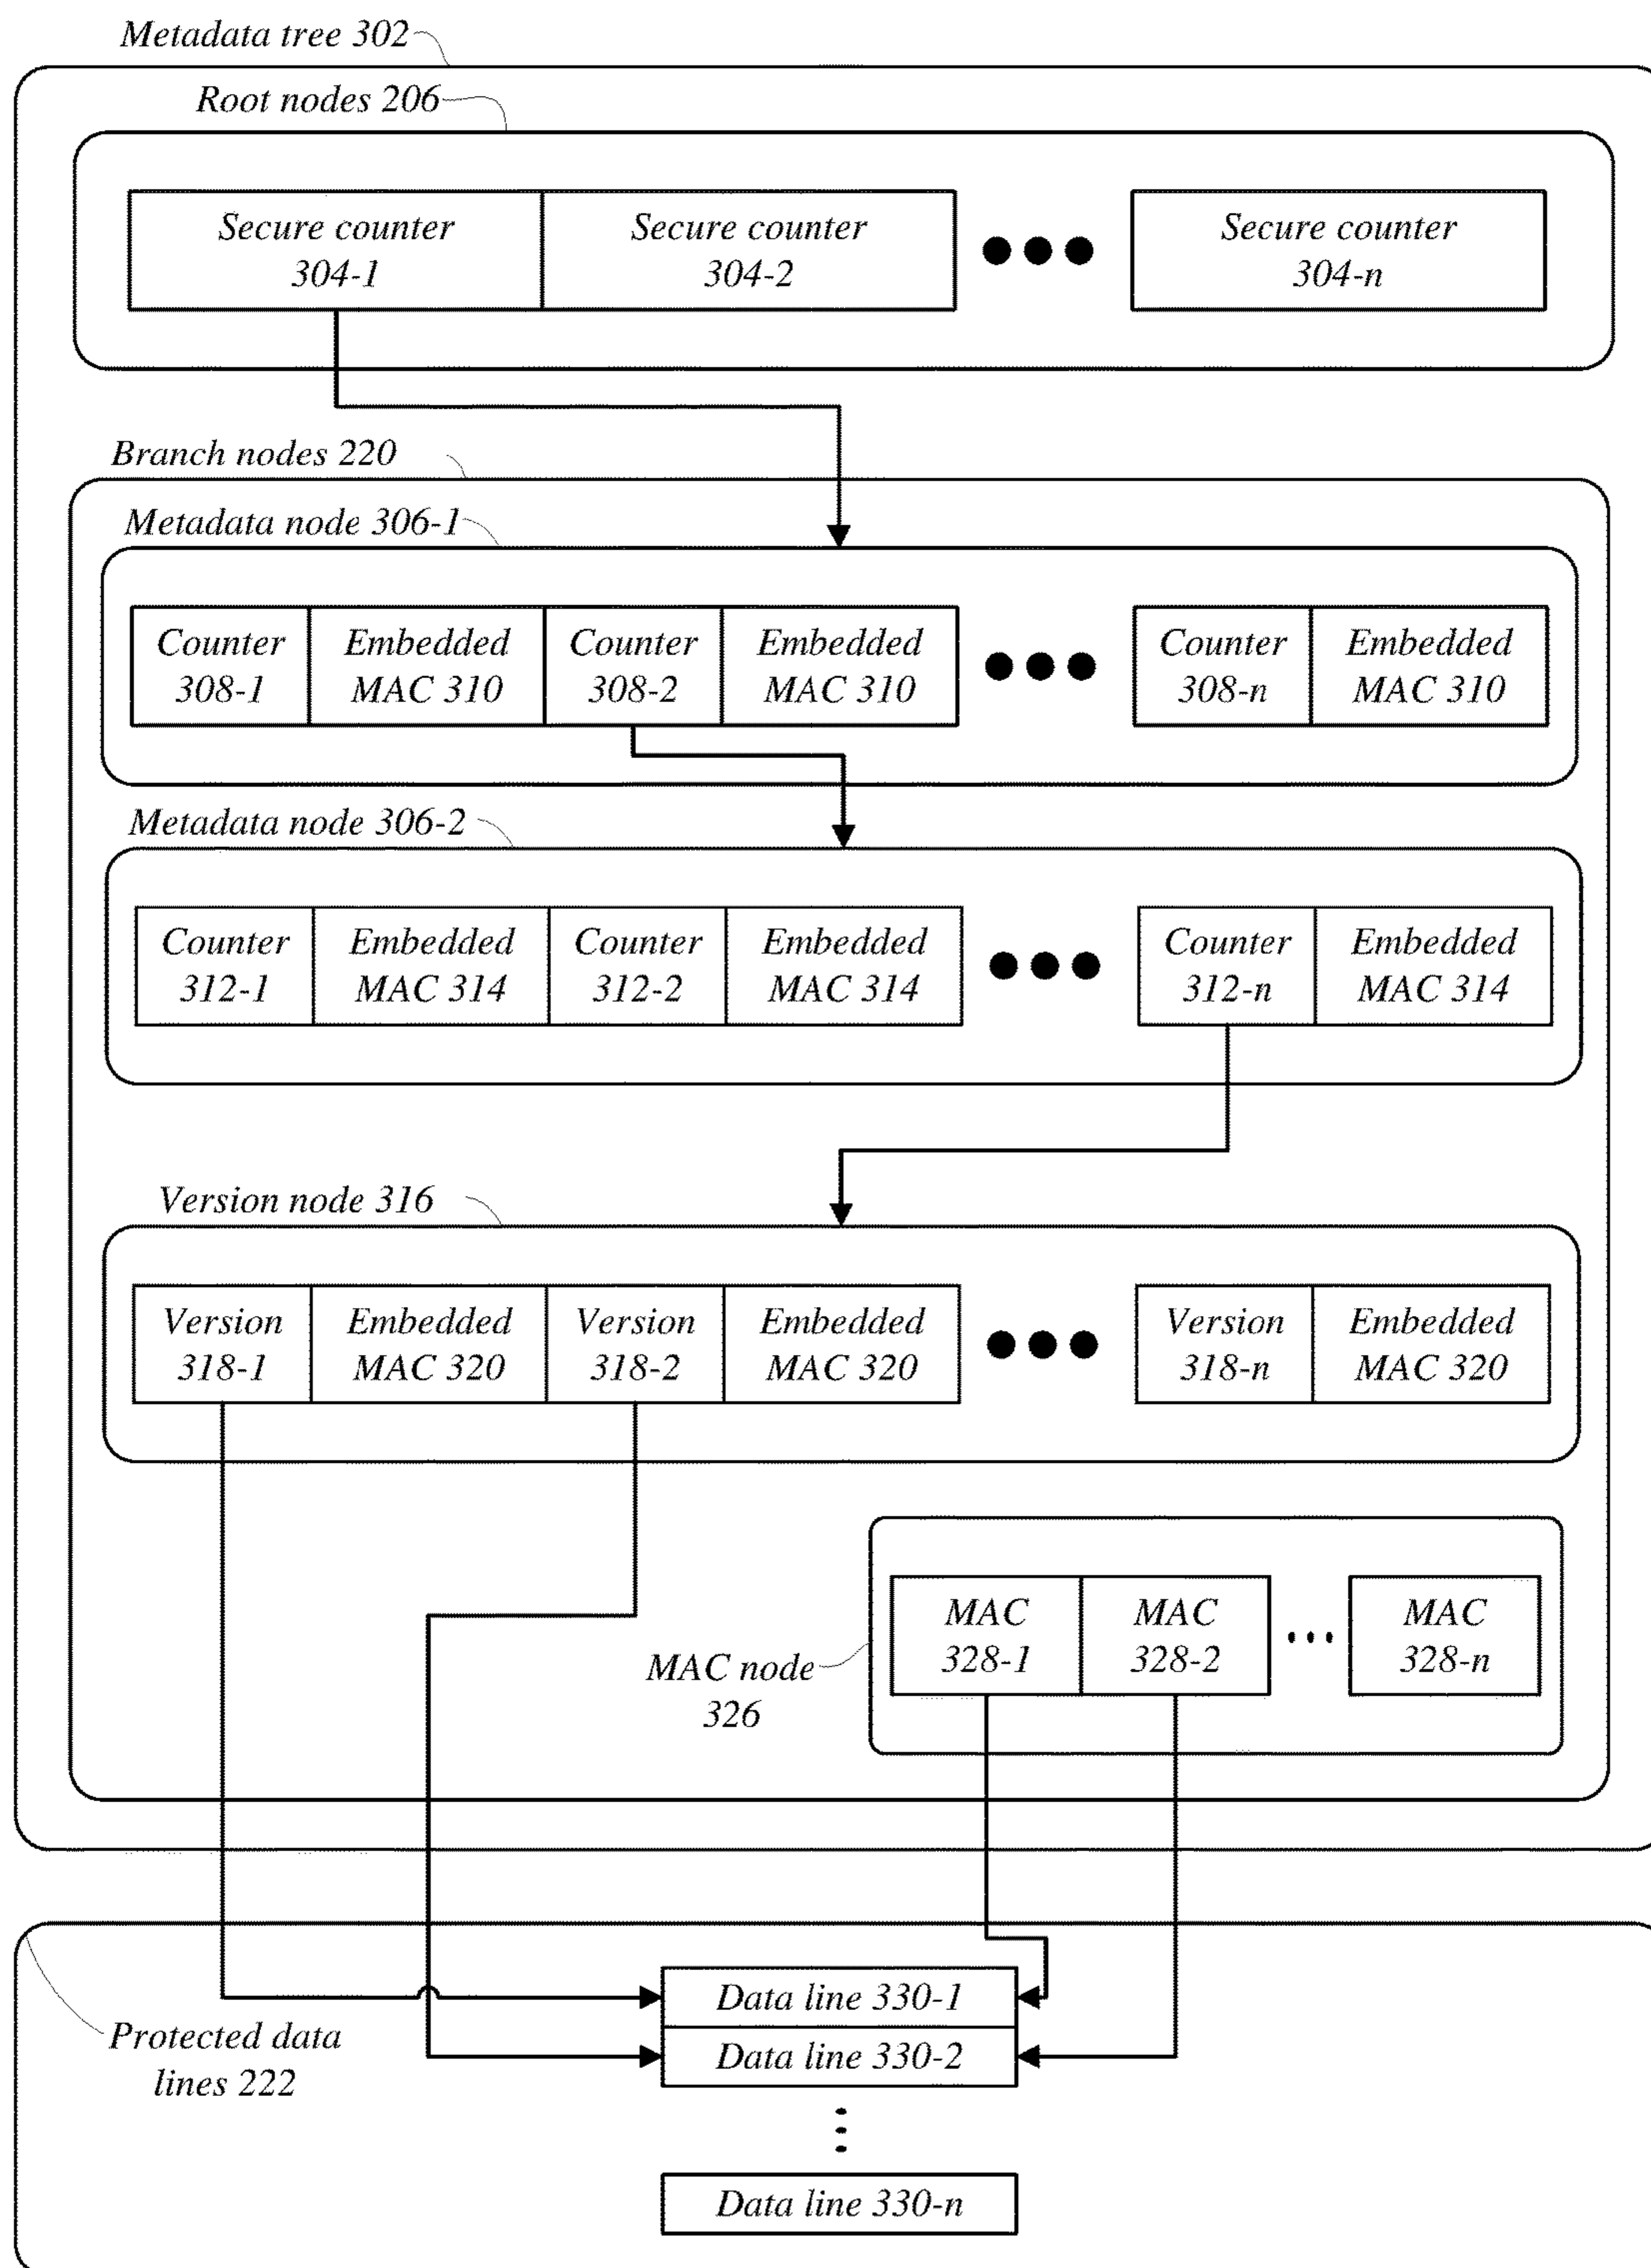 Metadata tree 302
Root nodes 206
Secure counter
304-1
Secure counter
304-2
Secure counter
304-n
Branch nodes 220
Metadata node 306-1
Counter
308-1
Embedded
MAC 310
Counter
308-2
Embedded
MAC 310
Counter
308-n
Embedded
MAC 310
Metadata node 306-2
Counter
312-1
Embedded
MAC 314
Counter
312-2
Embedded
MAC 314
Counter
312-n
Embedded
MAC 314
Version node 316
Version
318-1
Embedded
MAC 320
Version
318-2
Embedded
MAC 320
Version
318-n
Embedded
MAC 320
MAC node
326
MAC
328-1
MAC
328-2
MAC
328-n
Protected data
lines 222
Data line 330-1
Data line 330-2
Data line 330-n